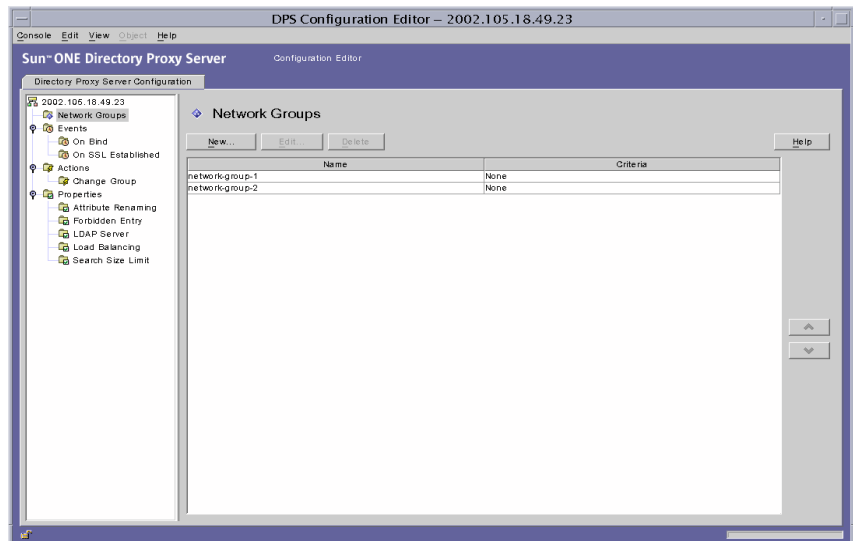 DPS Configuration Editor – 2002.105.18.49.23
Console Edit View Object Help
Sun™ ONE Directory Proxy Server Configuration Editor
Directory Proxy Server Configuration
2002.105.18.49.23
Network Groups
Events
On Bind
On SSL Established
Actions
Change Group
Properties
Attribute Renaming
Forbidden Entry
LDAP Server
Load Balancing
Search Size Limit
Network Groups
New... Edit... Delete Help
Name Criteria
network-group-1 None
network-group-2 None